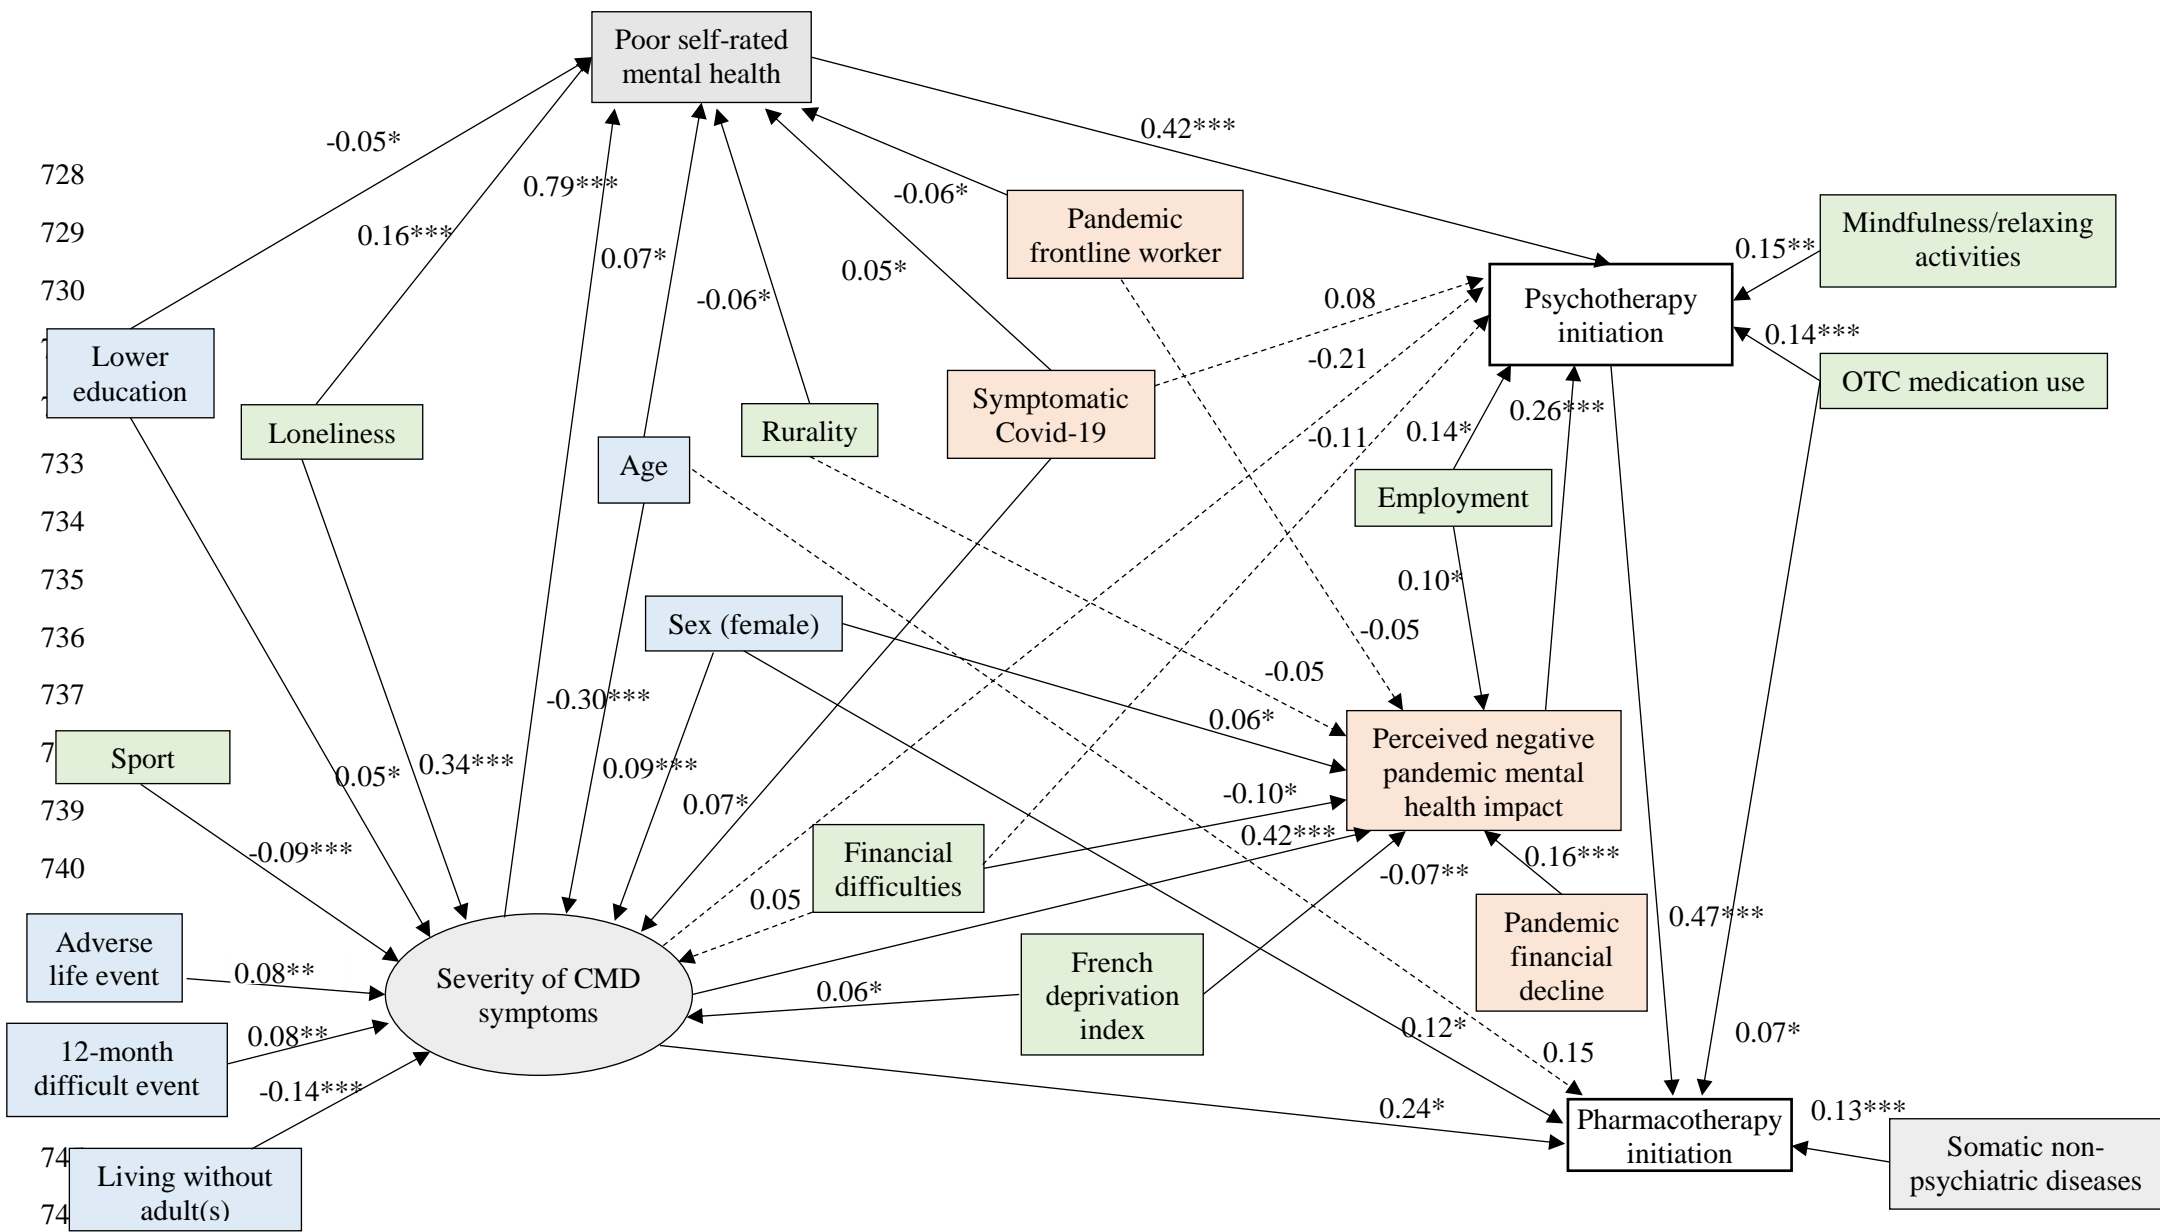 Poor self-rated
mental health
-0.05*
0.42***
728
0.79***
-0.06*
Pandemic
frontline worker
Mindfulness/relaxing
activities
729
0.16***
0.15**
0.07*
0.05*
730
-0.06*
0.08
Psychotherapy
initiation
0.14***
Lower
education
-0.21
OTC medication use
Symptomatic
Covid-19
Loneliness
Rurality
0.26***
-0.11
0.14*
733
Age
Employment
734
735
0.10*
736
Sex (female)
-0.05
-0.05
737
-0.30***
0.06*
Perceived negative
pandemic mental
health impact
7
Sport
0.05*
0.34***
0.09***
0.07*
-0.10*
739
0.42***
-0.09***
Financial
difficulties
0.16***
740
-0.07**
0.05
Pandemic
financial
decline
0.47***
Adverse
life event
0.08**
Severity of CMD
symptoms
French
deprivation
index
0.06*
12-month
difficult event
0.08**
0.12*
0.15
0.07*
-0.14***
0.24*
Pharmacotherapy
initiation
0.13***
Somatic non-
psychiatric diseases
74
Living without
adult(s)
74